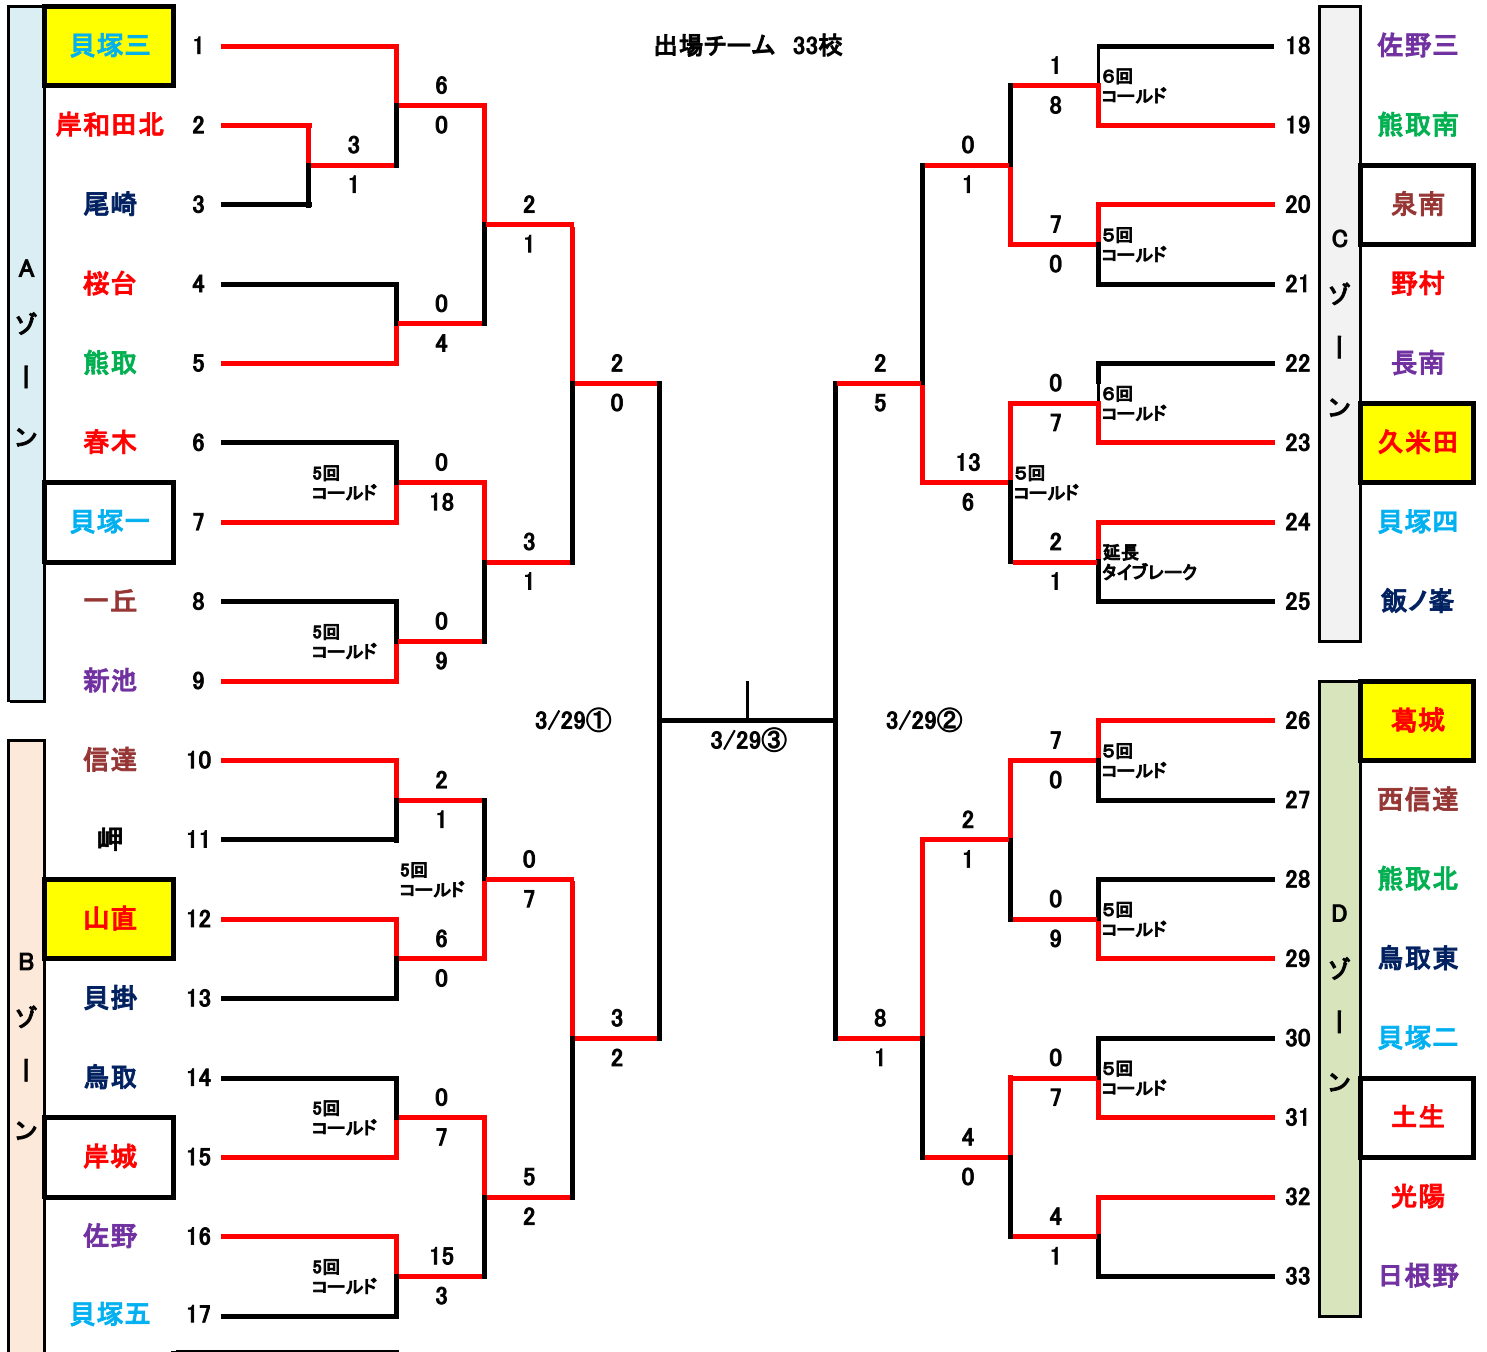 出場チーム 33校
Aゾーン
貝塚三 1
岸和田北 2
尾崎 3
桜台 4
熊取 5
春木 6
貝塚一 7
一丘 8
新池 9
3
1
6
0
0
4
5回
コールド
0
18
5回
コールド
0
9
2
1
3
1
2
0
Bゾーン
信達 10
岬 11
山直 12
貝掛 13
鳥取 14
岸城 15
佐野 16
貝塚五 17
2
1
6
0
5回
コールド
0
7
5回
コールド
0
7
5回
コールド
15
3
5
2
3
2
3/29①
3/29③
3/29②
Cゾーン
18 佐野三
19 熊取南
20 泉南
21 野村
22 長南
23 久米田
24 貝塚四
25 飯ノ峯
1
8
6回
コールド
7
0
5回
コールド
0
1
0
7
6回
コールド
2
1
延長
タイブレーク
13
6
5回
コールド
2
5
Dゾーン
26 葛城
27 西信達
28 熊取北
29 鳥取東
30 貝塚二
31 土生
32 光陽
33 日根野
7
0
5回
コールド
0
9
5回
コールド
2
1
0
7
5回
コールド
4
1
4
0
8
1